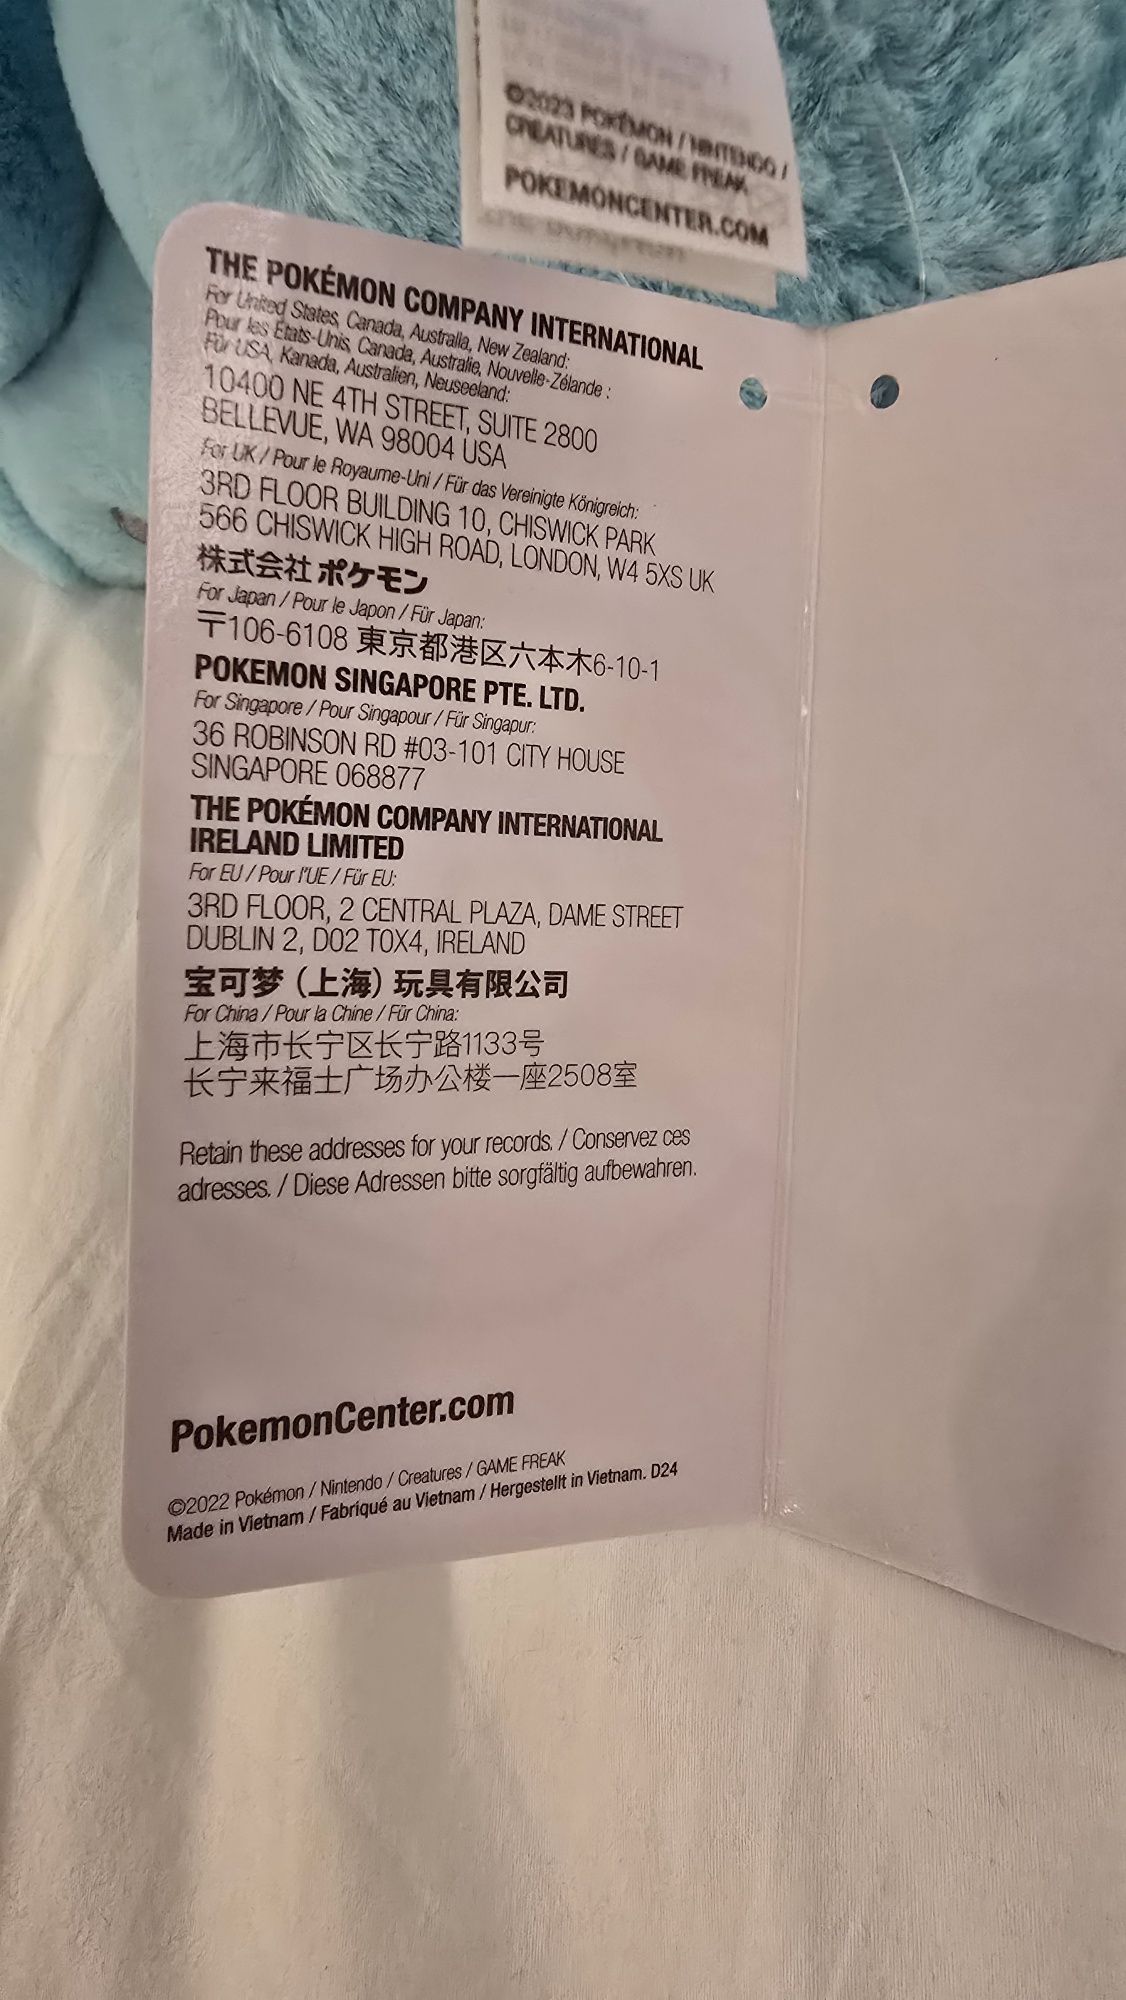 ©2023 POKÉMON / NINTENDO /
CREATURES / GAME FREAK
POKEMONCENTER.COM
THE POKÉMON COMPANY INTERNATIONAL
For United States, Canada, Australia, New Zealand:
Pour les États-Unis, Canada, Australie, Nouvelle-Zélande :
Für USA, Kanada, Australien, Neuseeland:
10400 NE 4TH STREET, SUITE 2800
BELLEVUE, WA 98004 USA
For UK / Pour le Royaume-Uni / Für das Vereinigte Königreich:
3RD FLOOR BUILDING 10, CHISWICK PARK
566 CHISWICK HIGH ROAD, LONDON, W4 5XS UK
株式会社 ポケモン
For Japan / Pour le Japon / Für Japan:
〒106-6108 東京都港区六本木6-10-1
POKEMON SINGAPORE PTE. LTD.
For Singapore / Pour Singapour / Für Singapur:
36 ROBINSON RD #03-101 CITY HOUSE
SINGAPORE 068877
THE POKÉMON COMPANY INTERNATIONAL
IRELAND LIMITED
For EU / Pour l'UE / Für EU:
3RD FLOOR, 2 CENTRAL PLAZA, DAME STREET
DUBLIN 2, D02 T0X4, IRELAND
宝可梦（上海）玩具有限公司
For China / Pour la Chine / Für China:
上海市长宁区长宁路1133号
长宁来福士广场办公楼一座2508室
Retain these addresses for your records. / Conservez ces
adresses. / Diese Adressen bitte sorgfältig aufbewahren.
PokemonCenter.com
©2022 Pokémon / Nintendo / Creatures / GAME FREAK
Made in Vietnam / Fabriqué au Vietnam / Hergestellt in Vietnam. D24